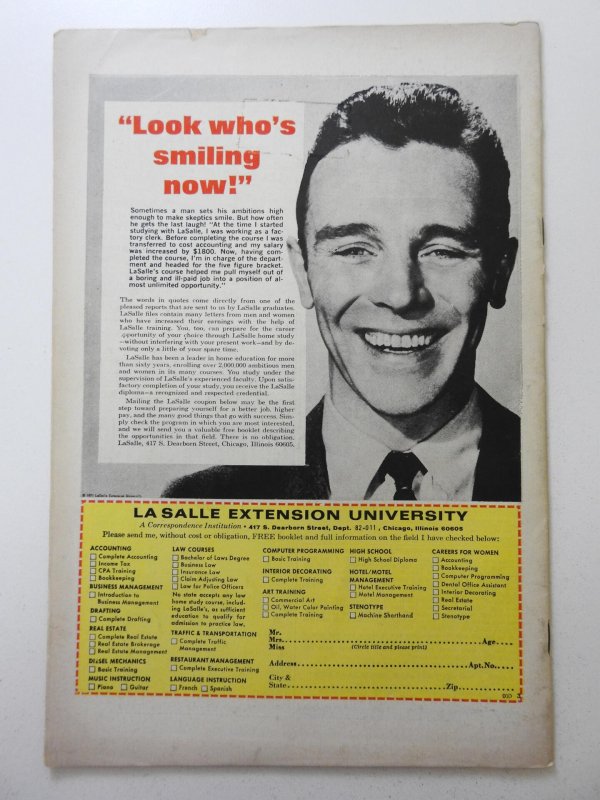 “Look who's
smiling
now!”
Sometimes a man sets his ambitions high
enough to make skeptics smile. But how often
he gets the last laugh! “At the time I started
studying with LaSalle, I was working as a fac-
tory clerk. Before completing the course I was
transferred to cost accounting and my salary
was increased by $1800. Now, having com-
pleted the course, I'm in charge of the depart-
ment and headed for the five figure bracket.
LaSalle's course helped me pull myself out of
a boring and ill-paid job into a position of al-
most unlimited opportunity.”
The words in quotes come directly from one of the
pleased reports that are sent to us by LaSalle graduates.
LaSalle files contain many letters from men and women
who have increased their earnings with the help of
LaSalle training. You, too, can prepare for the career
opportunity of your choice through LaSalle home study
—without interfering with your present work—and by de-
voting only a little of your spare time.
LaSalle has been a leader in home education for more
than sixty years, enrolling over 2,000,000 ambitious men
and women in its many courses. You study under the
supervision of LaSalle's experienced faculty. Upon satis-
factory completion of your study, you receive the LaSalle
diploma—a recognized and respected credential.
Mailing the LaSalle coupon below may be the first
step toward preparing yourself for a better job, higher
pay, and the many good things that go with success. Sim-
ply check the program in which you are most interested,
and we will send you a valuable free booklet describing
the opportunities in that field. There is no obligation.
LaSalle, 417 S. Dearborn Street, Chicago, Illinois 60605.
© 1971 LaSalle Extension University
LA SALLE EXTENSION UNIVERSITY
A Correspondence Institution • 417 S. Dearborn Street, Dept. 82-011, Chicago, Illinois 60605
Please send me, without cost or obligation, FREE booklet and full information on the field I have checked below:
ACCOUNTING
Complete Accounting
Income Tax
CPA Training
Bookkeeping
BUSINESS MANAGEMENT
Introduction to
Business Management
DRAFTING
Complete Drafting
REAL ESTATE
Complete Real Estate
Real Estate Brokerage
Real Estate Management
DIESEL MECHANICS
Basic Training
MUSIC INSTRUCTION
Piano Guitar
LAW COURSES
Bachelor of Laws Degree
Business Law
Insurance Law
Claim Adjusting Law
Law for Police Officers
No state accepts any law
home study course, includ-
ing LaSalle's, as sufficient
education to qualify for
admission to practice law.
TRAFFIC & TRANSPORTATION
Complete Traffic
Management
RESTAURANT MANAGEMENT
Complete Executive Training
LANGUAGE INSTRUCTION
French Spanish
COMPUTER PROGRAMMING
Basic Training
INTERIOR DECORATING
Complete Training
ART TRAINING
Commercial Art
Oil, Water Color Painting
Complete Training
HIGH SCHOOL
High School Diploma
HOTEL/MOTEL
MANAGEMENT
Hotel Executive Training
Motel Management
STENOTYPE
Machine Shorthand
CAREERS FOR WOMEN
Accounting
Bookkeeping
Computer Programming
Dental Office Assistant
Interior Decorating
Real Estate
Secretarial
Stenotype
Mr.
Mrs. Age
Miss (Circle title and please print)
Address Apt. No.
City &
State Zip